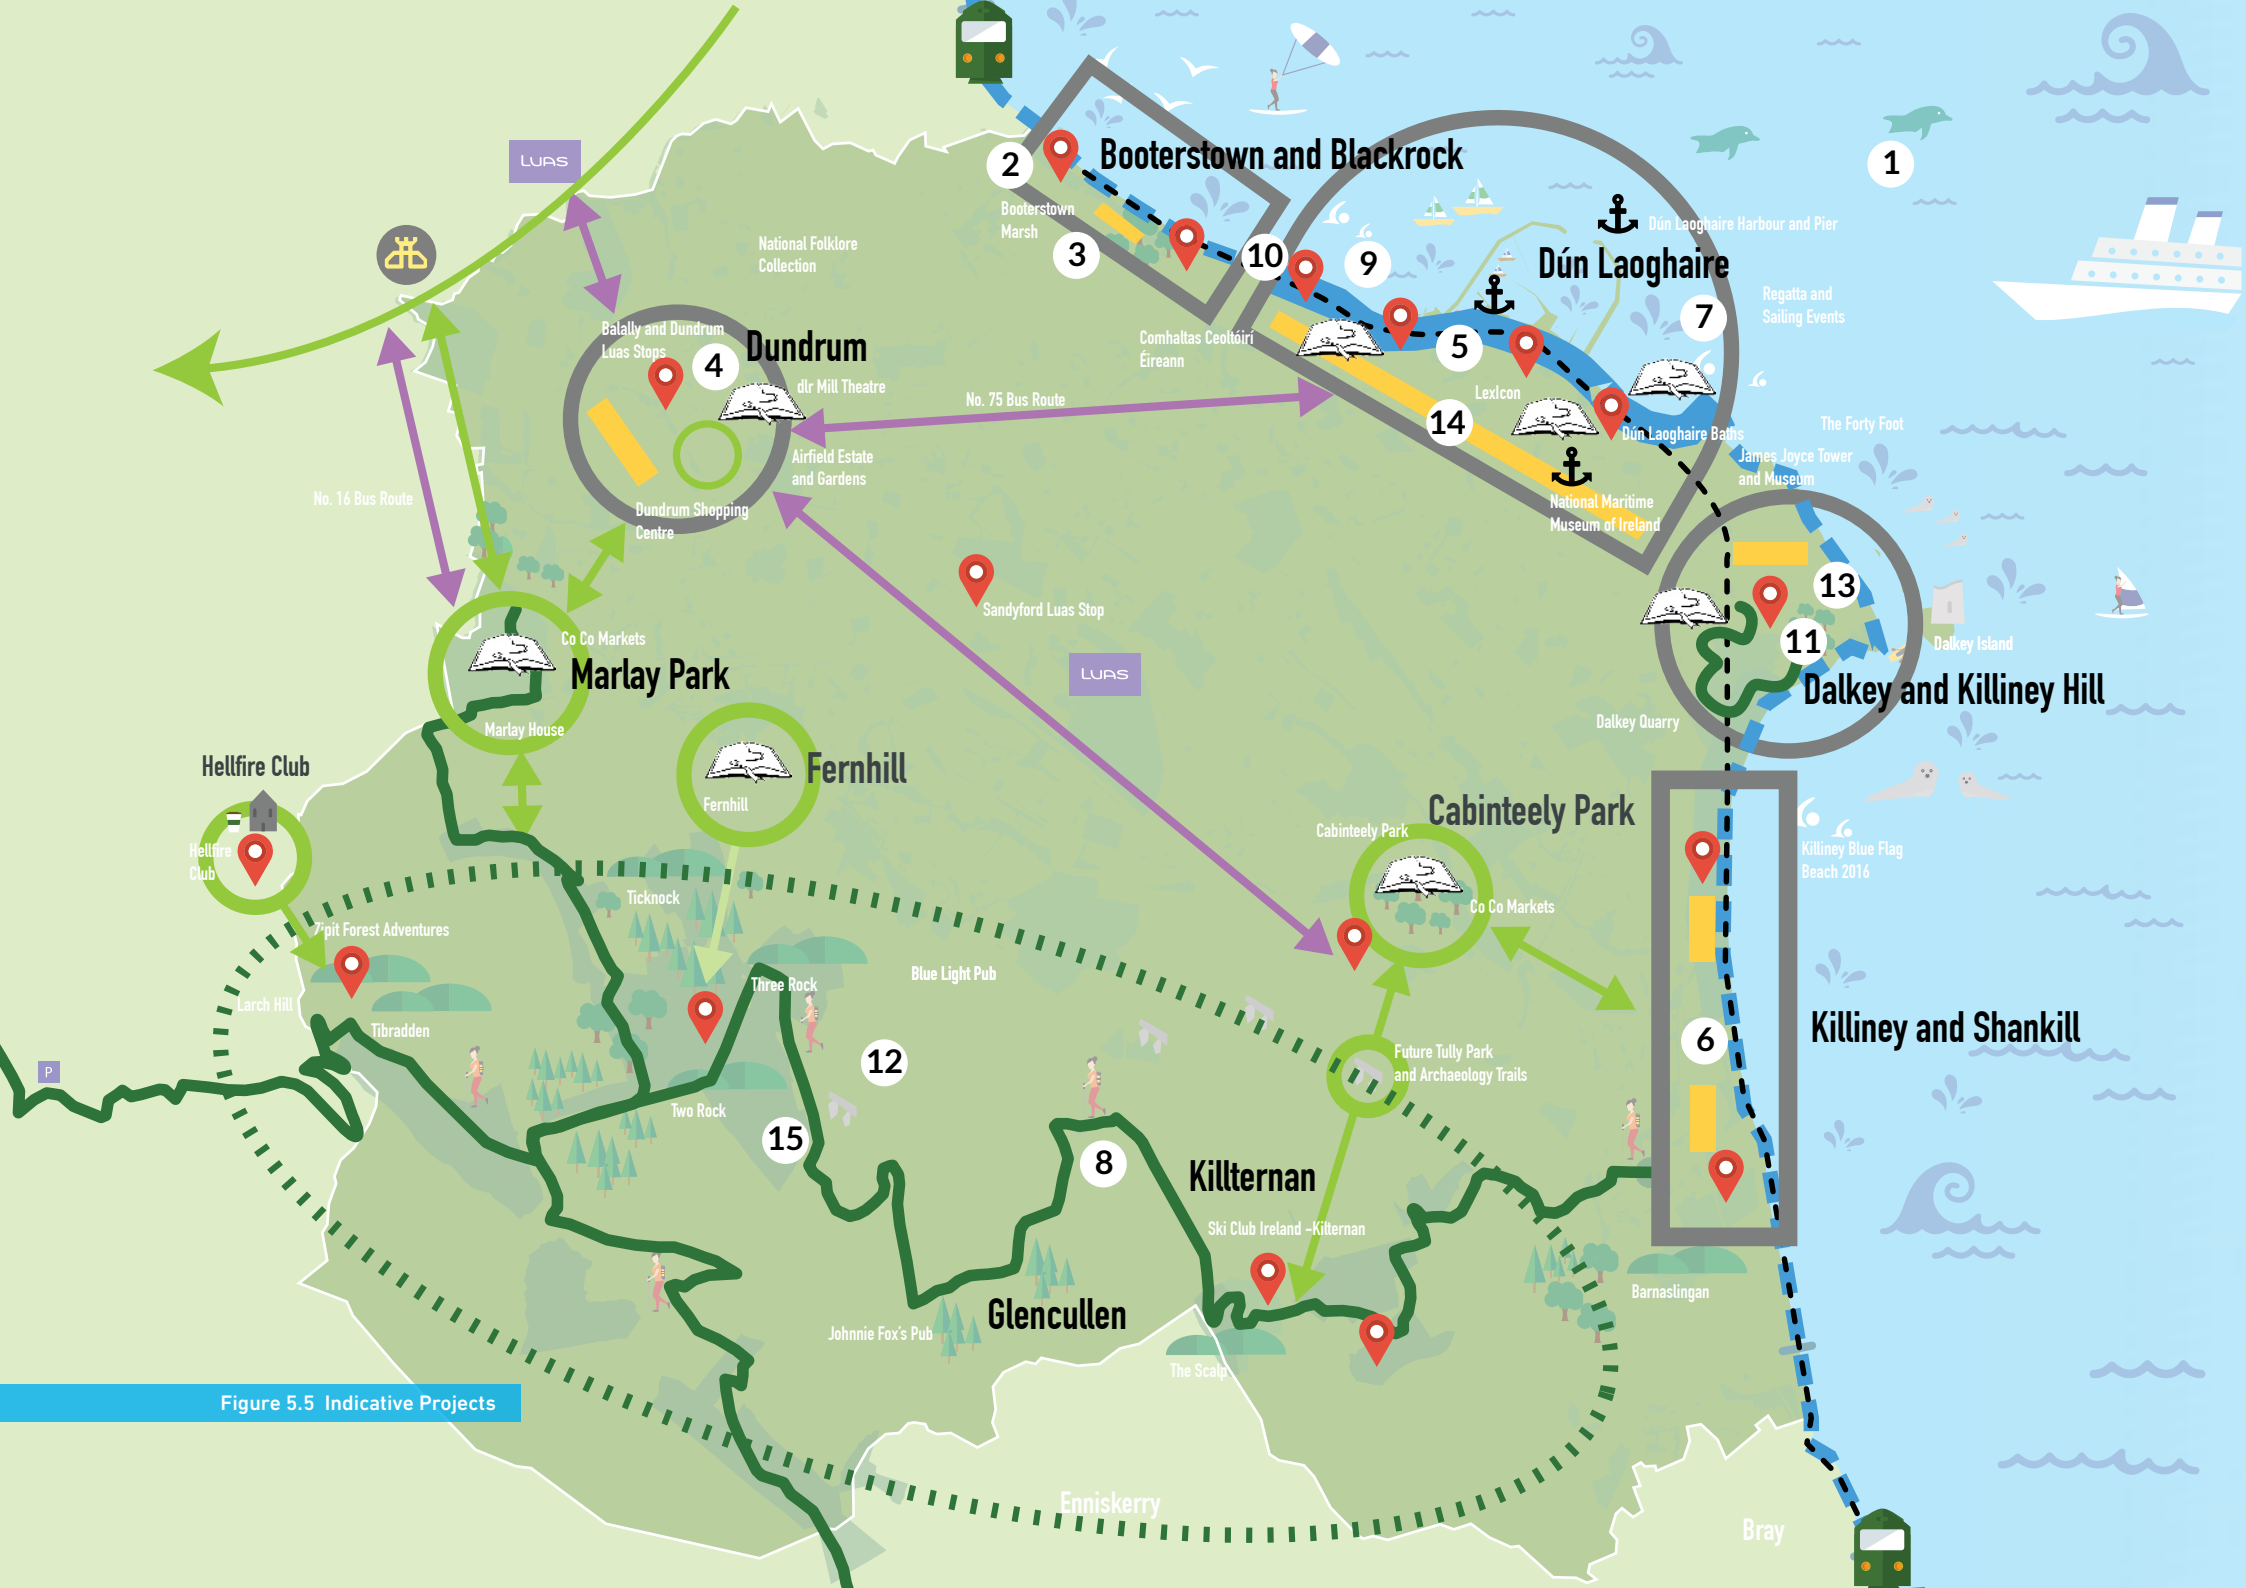 LUAS
2
Booterstown and Blackrock
1
Booterstown
Marsh
Dún Laoghaire Harbour and Pier
National Folklore
Collection
3
10
9
Dún Laoghaire
Regatta and
Sailing Events
7
Balally and Dundrum
Luas Stops
Dundrum
4
Comhaltas Ceoltóirí
Éireann
5
dlr Mill Theatre
No. 75 Bus Route
LexIcon
14
Dún Laoghaire Baths
The Forty Foot
Airfield Estate
and Gardens
James Joyce Tower
and Museum
No. 16 Bus Route
Dundrum Shopping
Centre
National Maritime
Museum of Ireland
Sandyford Luas Stop
13
Co Co Markets
11
Dalkey Island
Marlay Park
LUAS
Dalkey and Killiney Hill
Marlay House
Dalkey Quarry
Hellfire Club
Fernhill
Fernhill
Cabinteely Park
Cabinteely Park
Hellfire
Club
Killiney Blue Flag
Beach 2016
Ticknock
Co Co Markets
Zipit Forest Adventures
Blue Light Pub
Three Rock
Larch Hill
Tibradden
Killiney and Shankill
6
12
Future Tully Park
and Archaeology Trails
P
Two Rock
15
8
Killternan
Ski Club Ireland -Kilternan
Barnaslingan
Glencullen
Johnnie Fox's Pub
The Scalp
Figure 5.5 Indicative Projects
Enniskerry
Bray